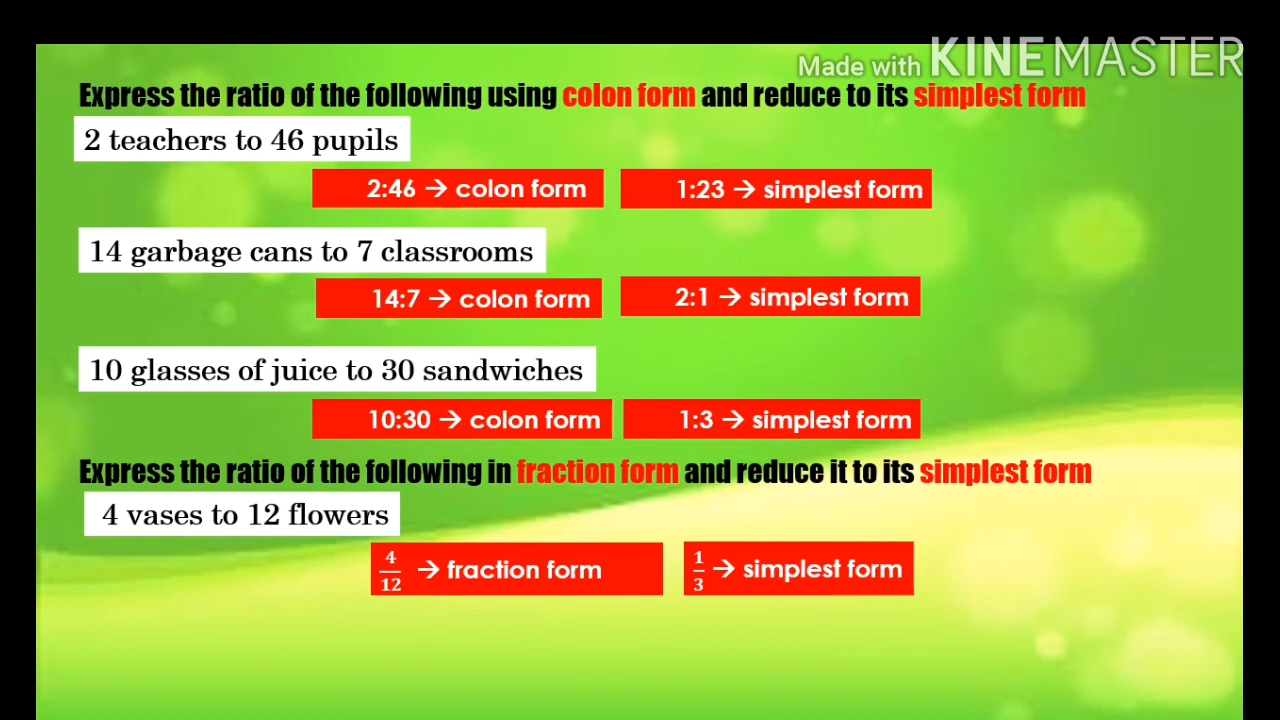 Made with KINEMASTER
Express the ratio of the following using colon form and reduce to its simplest form
2 teachers to 46 pupils
2:46 → colon form 1:23 → simplest form
14 garbage cans to 7 classrooms
14:7 → colon form 2:1 → simplest form
10 glasses of juice to 30 sandwiches
10:30 → colon form 1:3 → simplest form
Express the ratio of the following in fraction form and reduce it to its simplest form
4 vases to 12 flowers
4/12 → fraction form 1/3 → simplest form